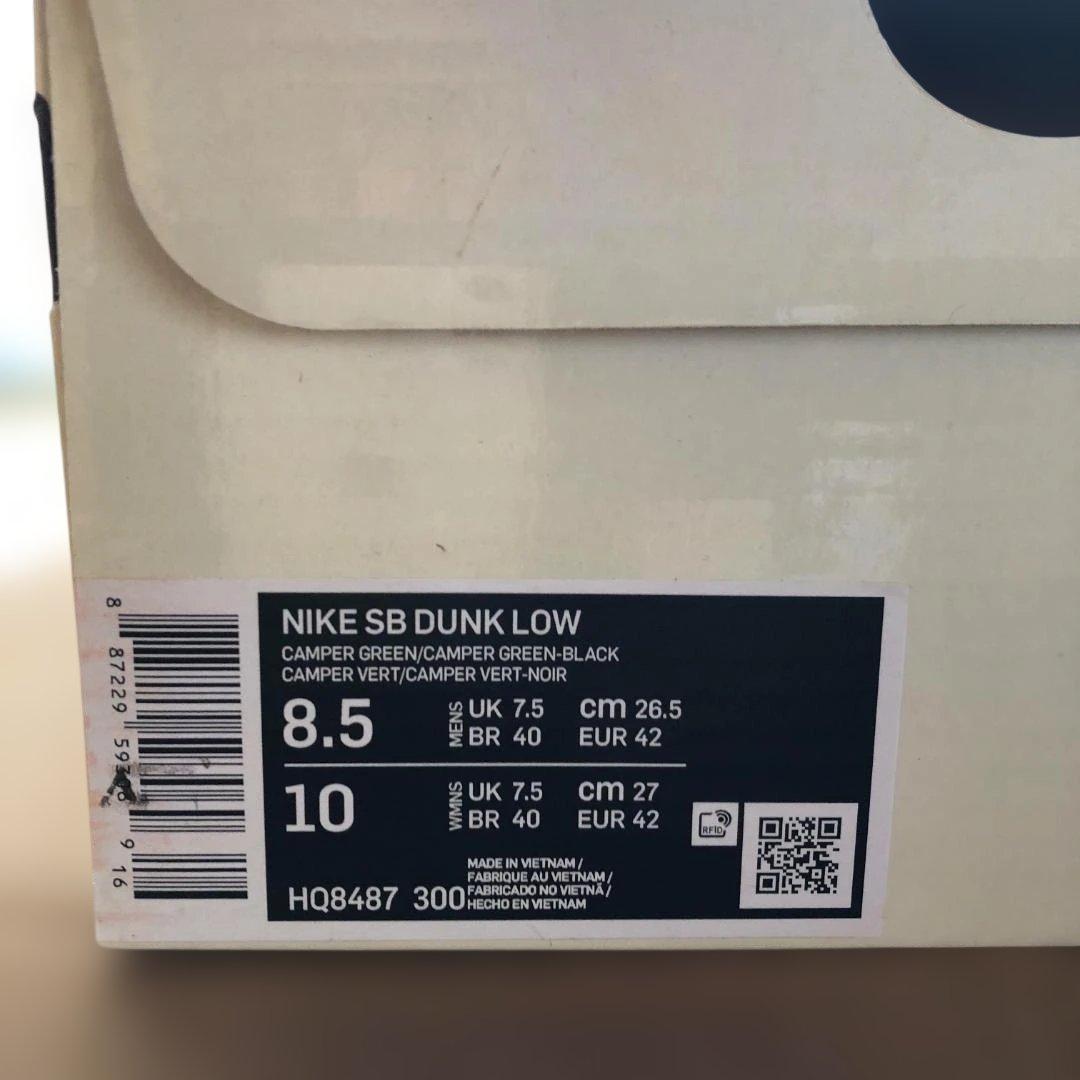 NIKE SB DUNK LOW
CAMPER GREEN/CAMPER GREEN-BLACK
CAMPER VERT/CAMPER VERT-NOIR
8.5 MENS UK 7.5 cm 26.5
BR 40 EUR 42
10 WMNS UK 7.5 cm 27
BR 40 EUR 42
RFID
MADE IN VIETNAM /
FABRIQUE AU VIETNAM /
FABRICADO NO VIETNÃ /
HECHO EN VIETNAM
HQ8487 300
8 87229 9 16